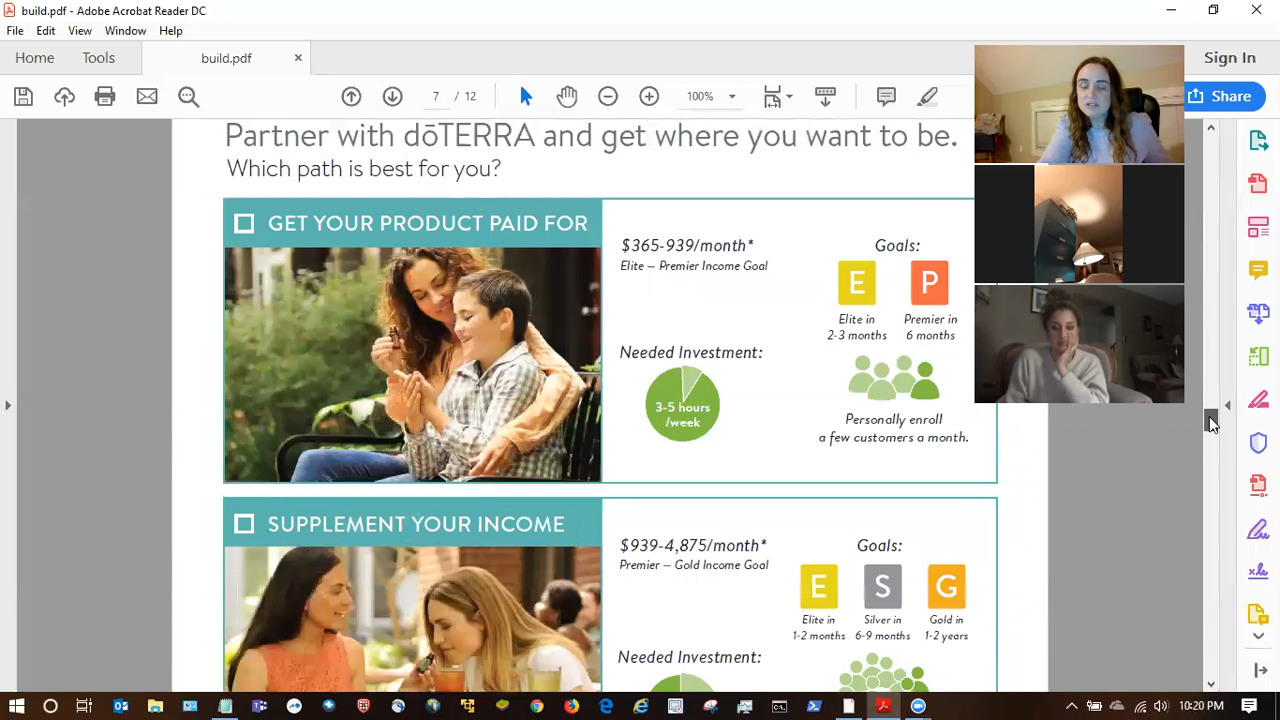 build.pdf - Adobe Acrobat Reader DC
File Edit View Window Help
Home Tools build.pdf × Sign In
7 / 12 100% Share
Partner with dōTERRA and get where you want to be.
Which path is best for you?
GET YOUR PRODUCT PAID FOR
$365-939/month*
Elite – Premier Income Goal
Goals:
E P
Elite in
2-3 months
Premier in
6 months
Needed Investment:
3-5 hours
/week
Personally enroll
a few customers a month.
SUPPLEMENT YOUR INCOME
$939-4,875/month*
Premier – Gold Income Goal
Goals:
E S G
Elite in
1-2 months
Silver in
6-9 months
Gold in
1-2 years
Needed Investment:
10:20 PM